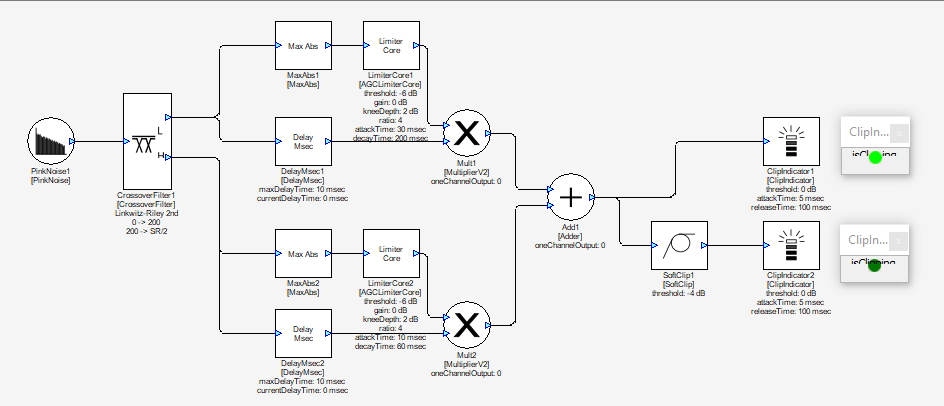 PinkNoise1
[PinkNoise]
L
H
CrossoverFilter1
[CrossoverFilter]
Linkwitz-Riley 2nd
0 -> 200
200 -> SR/2
Max Abs
MaxAbs1
[MaxAbs]
Limiter
Core
LimiterCore1
[AGCLimiterCore]
threshold: -6 dB
gain: 0 dB
kneeDepth: 2 dB
ratio: 4
attackTime: 30 msec
decayTime: 200 msec
Delay
Msec
DelayMsec1
[DelayMsec]
maxDelayTime: 10 msec
currentDelayTime: 0 msec
X
Mult1
[MultiplierV2]
oneChannelOutput: 0
Max Abs
MaxAbs2
[MaxAbs]
Limiter
Core
LimiterCore2
[AGCLimiterCore]
threshold: -6 dB
gain: 0 dB
kneeDepth: 2 dB
ratio: 4
attackTime: 10 msec
decayTime: 60 msec
Delay
Msec
DelayMsec2
[DelayMsec]
maxDelayTime: 10 msec
currentDelayTime: 0 msec
X
Mult2
[MultiplierV2]
oneChannelOutput: 0
+
Add1
[Adder]
oneChannelOutput: 0
SoftClip1
[SoftClip]
threshold: -4 dB
ClipIndicator1
[ClipIndicator]
threshold: 0 dB
attackTime: 5 msec
releaseTime: 100 msec
ClipIndicator2
[ClipIndicator]
threshold: 0 dB
attackTime: 5 msec
releaseTime: 100 msec
ClipIn... x
isClipping
ClipIn... x
isClipping